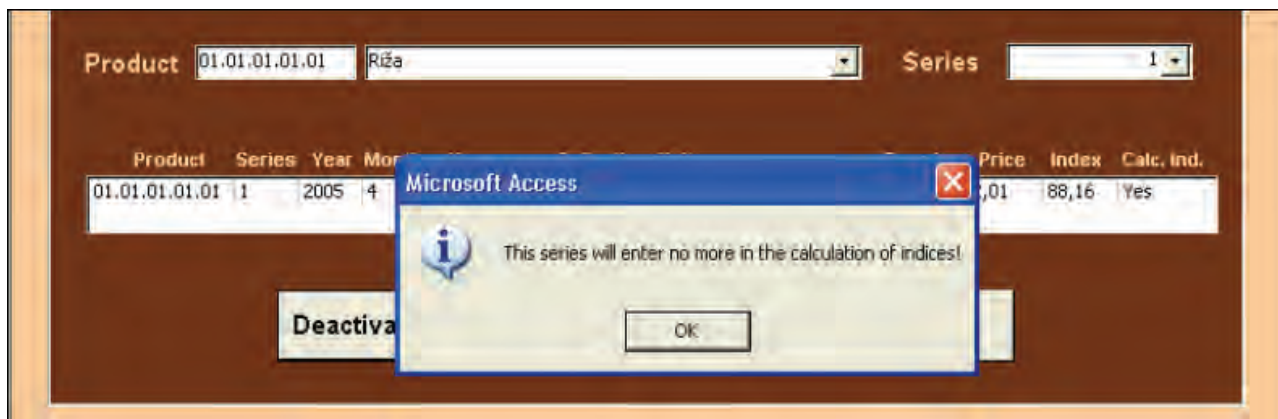 Product 01.01.01.01.01 Riža Series 1
Product Series Year Price Index Calc. ind.
01.01.01.01.01 1 2005 4 ,01 88,16 Yes
Microsoft Access
This series will enter no more in the calculation of indices!
OK
Deactiva